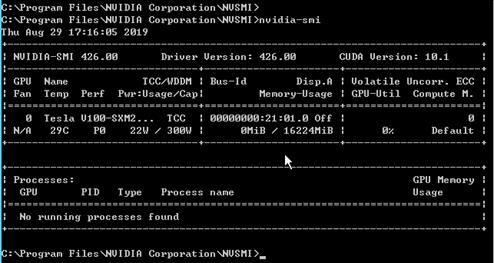 C:\Program Files\NVIDIA Corporation\NVSMI>
C:\Program Files\NVIDIA Corporation\NVSMI>nvidia-smi
Thu Aug 29 17:16:05 2019
+-----------------------------------------------------------------------------+
| NVIDIA-SMI 426.00       Driver Version: 426.00       CUDA Version: 10.1     |
|-------------------------------+----------------------+----------------------+
| GPU  Name            TCC/WDDM | Bus-Id        Disp.A | Volatile Uncorr. ECC |
| Fan  Temp  Perf  Pwr:Usage/Cap|         Memory-Usage | GPU-Util  Compute M. |
|===============================+======================+======================|
|   0  Tesla V100-SXM2...  TCC  | 00000000:21:01.0 Off |                    0 |
| N/A   29C    P0    22W / 300W |      0MiB / 16224MiB |      0%      Default |
+-------------------------------+----------------------+----------------------+
+-----------------------------------------------------------------------------+
| Processes:                                                       GPU Memory |
|  GPU       PID   Type   Process name                             Usage      |
|=============================================================================|
|  No running processes found                                                 |
+-----------------------------------------------------------------------------+
C:\Program Files\NVIDIA Corporation\NVSMI>_